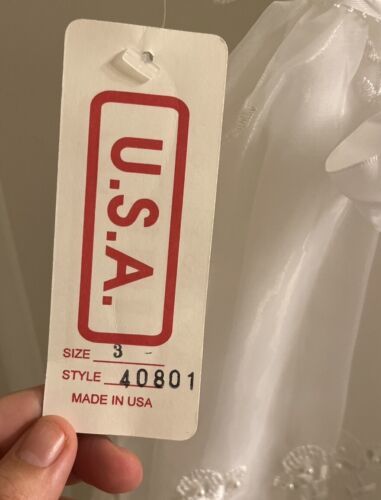 U.S.A.
SIZE 3 -
STYLE 40801
MADE IN USA